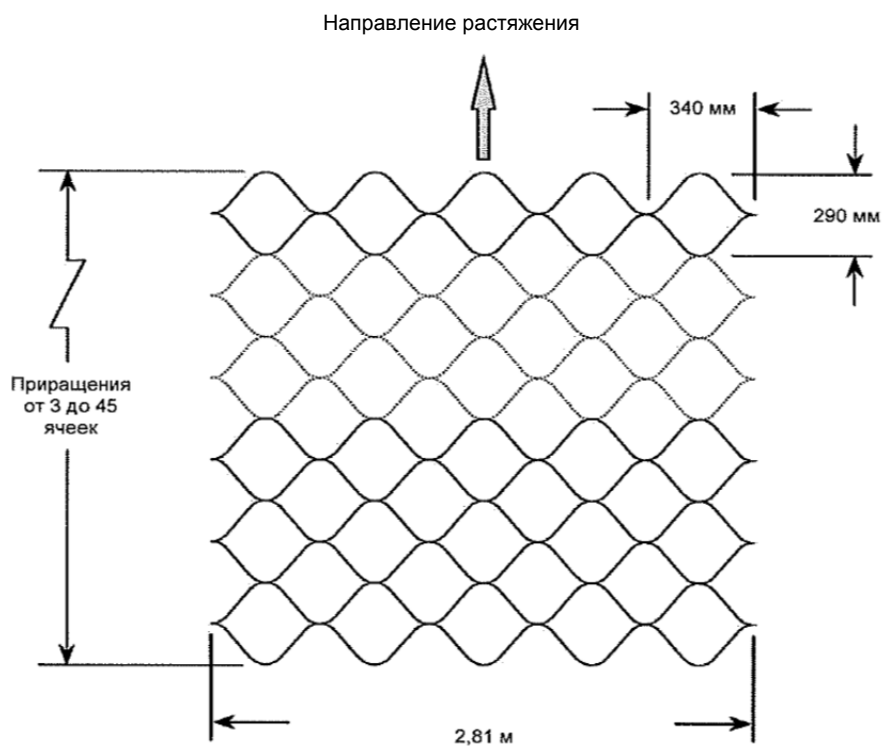 Направление растяжения
340 мм
290 мм
Приращения
от 3 до 45
ячеек
2,81 м